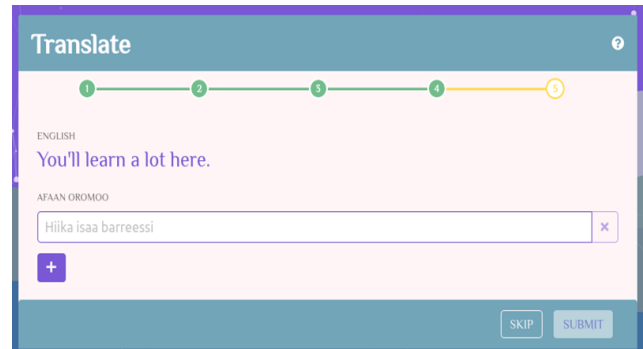 Translate
?
1 2 3 4 5
ENGLISH
You'll learn a lot here.
AFAAN OROMOO
Hiika isaa barreessi
×
+
SKIP SUBMIT